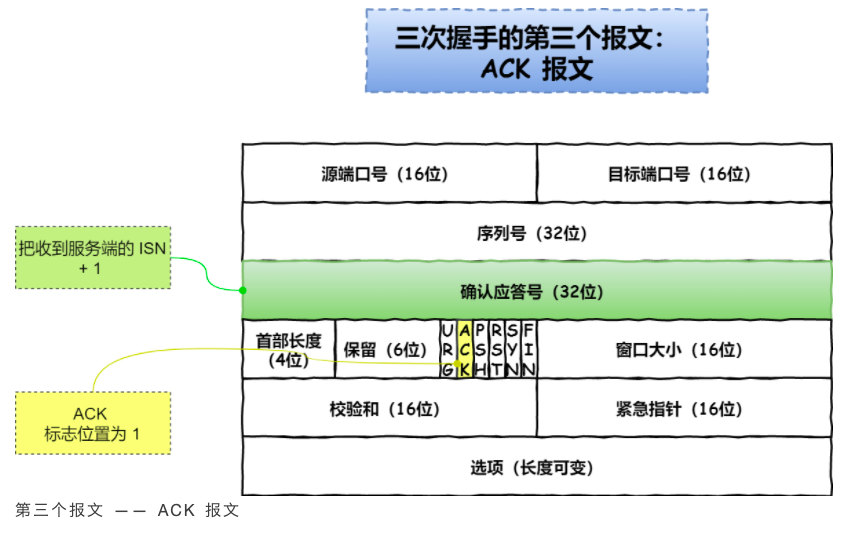 三次握手的第三个报文：
ACK 报文
源端口号（16位）
目标端口号（16位）
序列号（32位）
把收到服务端的 ISN
+ 1
确认应答号（32位）
首部长度
（4位）
保留（6位）
URG
ACK
PSH
RST
SYN
FIN
窗口大小（16位）
ACK
标志位置为 1
校验和（16位）
紧急指针（16位）
选项（长度可变）
第三个报文 —— ACK 报文